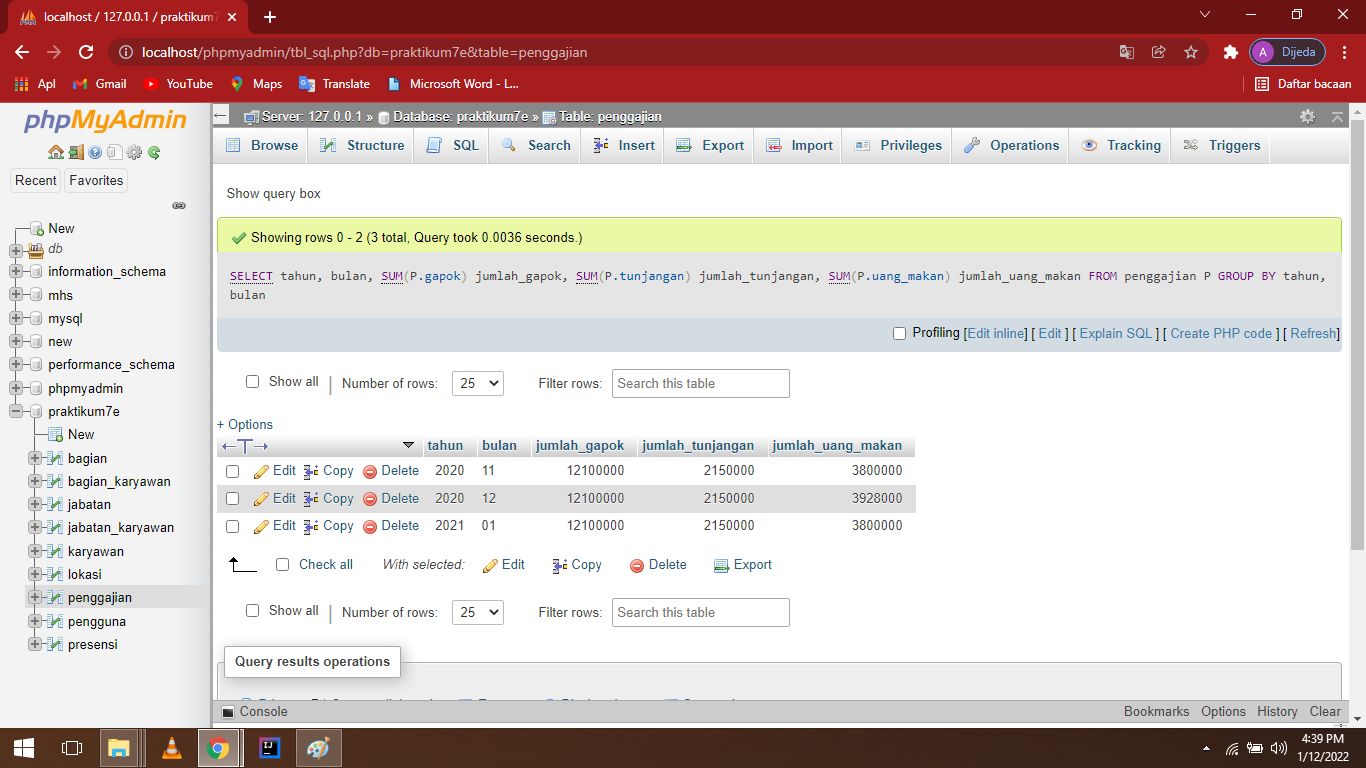 localhost / 127.0.0.1 / praktikum7
localhost/phpmyadmin/tbl_sql.php?db=praktikum7e&table=penggajian
A Dijeda
Apl Gmail YouTube Maps Translate Microsoft Word - L... Daftar bacaan
phpMyAdmin
Recent Favorites
New
db
information_schema
mhs
mysql
new
performance_schema
phpmyadmin
praktikum7e
New
bagian
bagian_karyawan
jabatan
jabatan_karyawan
karyawan
lokasi
penggajian
pengguna
presensi
Server: 127.0.0.1 » Database: praktikum7e » Table: penggajian
Browse Structure SQL Search Insert Export Import Privileges Operations Tracking Triggers
Show query box
Showing rows 0 - 2 (3 total, Query took 0.0036 seconds.)
SELECT tahun, bulan, SUM(P.gapok) jumlah_gapok, SUM(P.tunjangan) jumlah_tunjangan, SUM(P.uang_makan) jumlah_uang_makan FROM penggajian P GROUP BY tahun,
bulan
Profiling [Edit inline] [ Edit ] [ Explain SQL ] [ Create PHP code ] [ Refresh]
Show all | Number of rows: 25 Filter rows: Search this table
+ Options
←T→ tahun bulan jumlah_gapok jumlah_tunjangan jumlah_uang_makan
Edit Copy Delete 2020 11 12100000 2150000 3800000
Edit Copy Delete 2020 12 12100000 2150000 3928000
Edit Copy Delete 2021 01 12100000 2150000 3800000
Check all With selected: Edit Copy Delete Export
Show all | Number of rows: 25 Filter rows: Search this table
Query results operations
Console Bookmarks Options History Clear
4:39 PM
1/12/2022